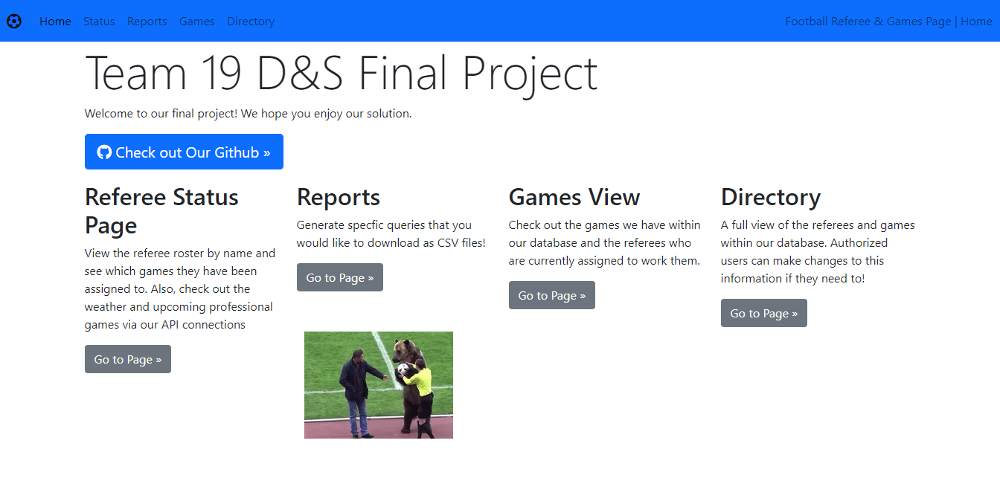 Home Status Reports Games Directory Football Referee & Games Page | Home
Team 19 D&S Final Project
Welcome to our final project! We hope you enjoy our solution.
Check out Our Github »
Referee Status
Page
View the referee roster by name and
see which games they have been
assigned to. Also, check out the
weather and upcoming professional
games via our API connections
Go to Page »
Reports
Generate specfic queries that you
would like to download as CSV files!
Go to Page »
Games View
Check out the games we have within
our database and the referees who
are currently assigned to work them.
Go to Page »
Directory
A full view of the referees and games
within our database. Authorized
users can make changes to this
information if they need to!
Go to Page »